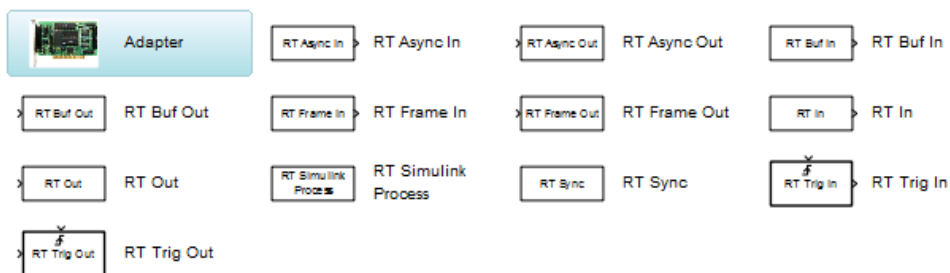 Adapter
RT Async In RT Async In
RT Async Out RT Async Out
RT Buf In RT Buf In
RT Buf Out RT Buf Out
RT Frame In RT Frame In
RT Frame Out RT Frame Out
RT In RT In
RT Out RT Out
RT Simulink
Process
RT Simulink
Process
RT Sync RT Sync
RT Trig In RT Trig In
RT Trig Out RT Trig Out